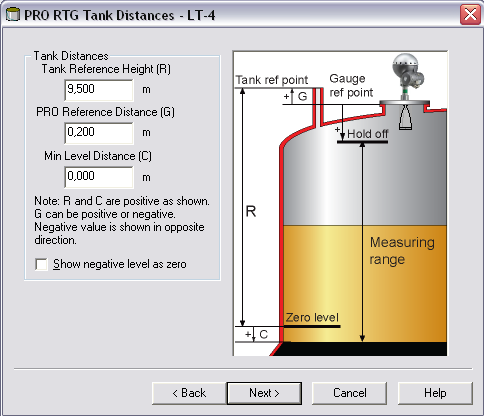 PRO RTG Tank Distances - LT-4
Tank Distances
Tank Reference Height (R)
9,500 m
PRO Reference Distance (G)
0,200 m
Min Level Distance (C)
0,000 m
Note: R and C are positive as shown.
G can be positive or negative.
Negative value is shown in opposite
direction.
Show negative level as zero
Tank ref point
Gauge
ref point
+ G
+
Hold off
R
Measuring
range
Zero level
+ C
< Back
Next >
Cancel
Help